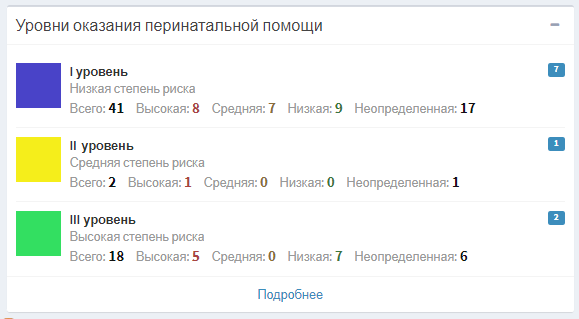 Уровни оказания перинатальной помощи
I уровень 7
Низкая степень риска
Всего: 41 Высокая: 8 Средняя: 7 Низкая: 9 Неопределенная: 17
II уровень 1
Средняя степень риска
Всего: 2 Высокая: 1 Средняя: 0 Низкая: 0 Неопределенная: 1
III уровень 2
Высокая степень риска
Всего: 18 Высокая: 5 Средняя: 0 Низкая: 7 Неопределенная: 6
Подробнее